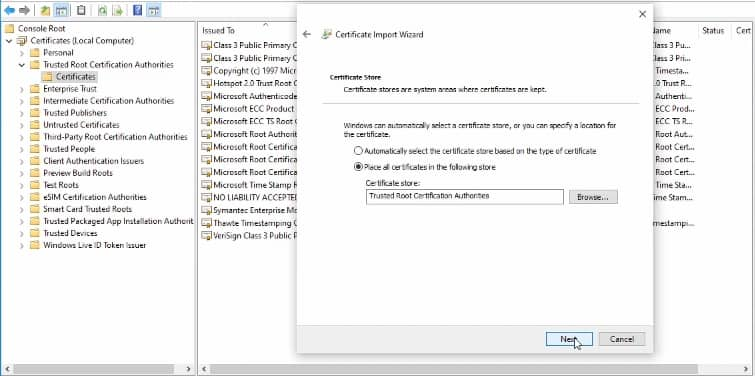 Console Root
Certificates (Local Computer)
Personal
Trusted Root Certification Authorities
Certificates
Enterprise Trust
Intermediate Certification Authorities
Trusted Publishers
Untrusted Certificates
Third-Party Root Certification Authorities
Trusted People
Client Authentication Issuers
Preview Build Roots
Test Roots
eSIM Certification Authorities
Smart Card Trusted Roots
Trusted Packaged App Installation Authorit
Trusted Devices
Windows Live ID Token Issuer
Issued To
Class 3 Public Primary C
Class 3 Public Primary C
Copyright (c) 1997 Micr
Hotspot 2.0 Trust Root C
Microsoft Authenticode
Microsoft ECC Product
Microsoft ECC TS Root C
Microsoft Root Authorit
Microsoft Root Certifica
Microsoft Root Certifica
Microsoft Root Certifica
Microsoft Time Stamp R
NO LIABILITY ACCEPTE
Symantec Enterprise Mo
Thawte Timestamping C
VeriSign Class 3 Public P
Certificate Import Wizard
Certificate Store
Certificate stores are system areas where certificates are kept.
Windows can automatically select a certificate store, or you can specify a location for
the certificate.
Automatically select the certificate store based on the type of certificate
Place all certificates in the following store
Certificate store:
Trusted Root Certification Authorities
Browse...
Cancel
Status
Cert
lass 3 Pu...
lass 3 Pri...
Timesta...
.0 Trust R...
Authenti...
ECC Prod...
ECC TS R...
Root Aut...
Root Cert...
Root Cert...
Root Cert...
Time Sta...
Time Stam...
mestampi...